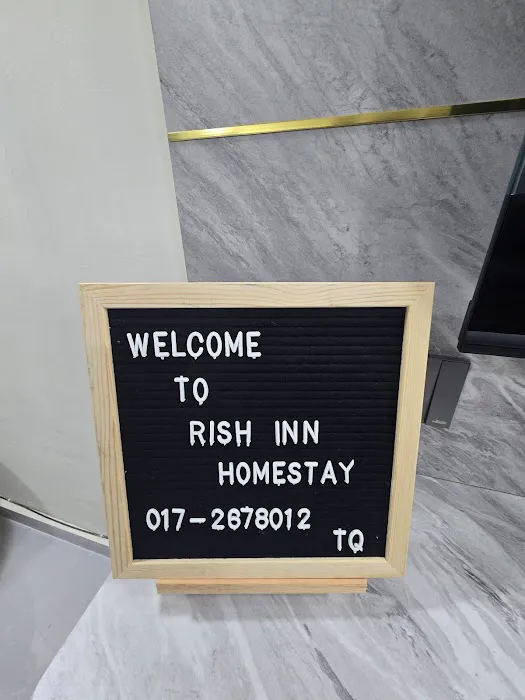 WELCOME
TO
RISH INN
HOMESTAY
017-2678012
TQ